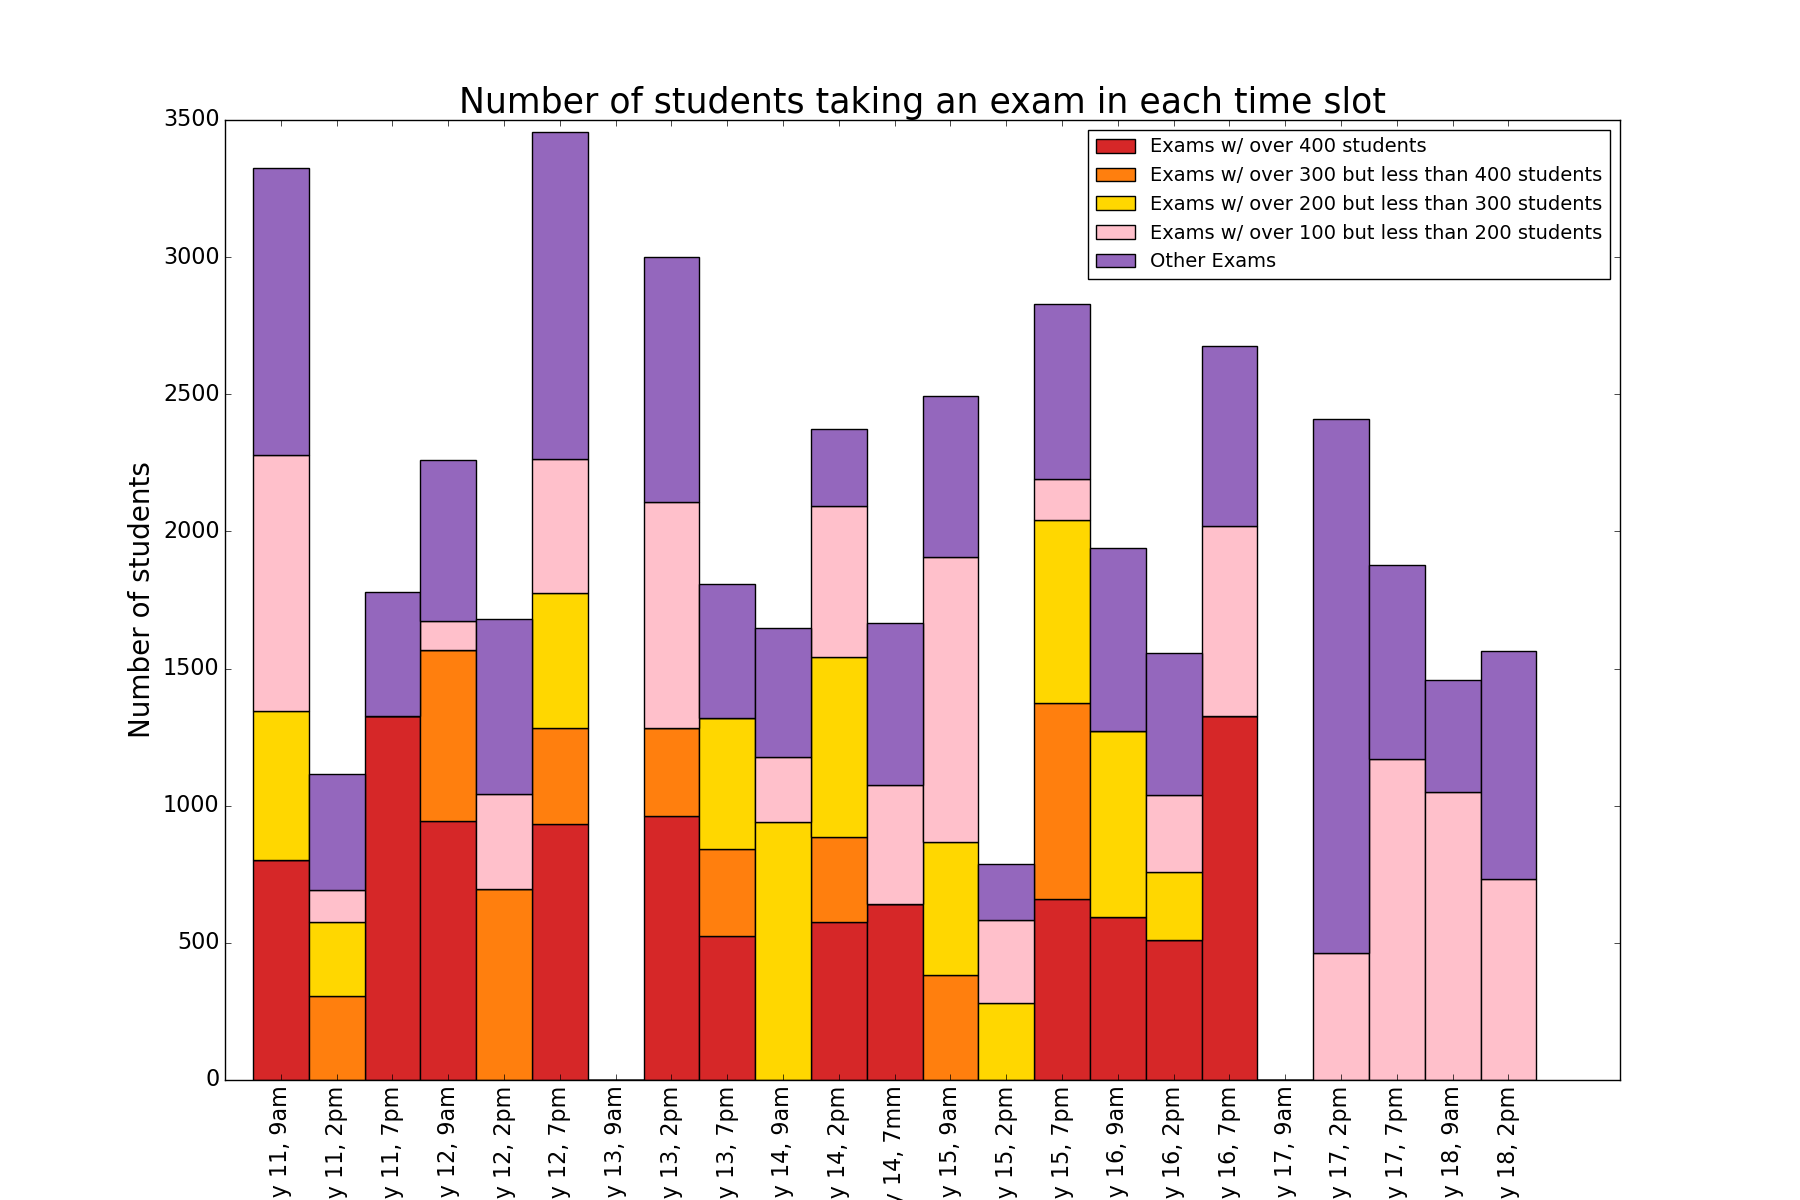 Number of students taking an exam in each time slot
3500
3000
2500
2000
1500
1000
500
0
Number of students
Exams w/ over 400 students
Exams w/ over 300 but less than 400 students
Exams w/ over 200 but less than 300 students
Exams w/ over 100 but less than 200 students
Other Exams
y 11, 9am
y 11, 2pm
y 11, 7pm
y 12, 9am
y 12, 2pm
y 12, 7pm
y 13, 9am
y 13, 2pm
y 13, 7pm
y 14, 9am
y 14, 2pm
y 14, 7mm
y 15, 9am
y 15, 2pm
y 15, 7pm
y 16, 9am
y 16, 2pm
y 16, 7pm
y 17, 9am
y 17, 2pm
y 17, 7pm
y 18, 9am
y 18, 2pm